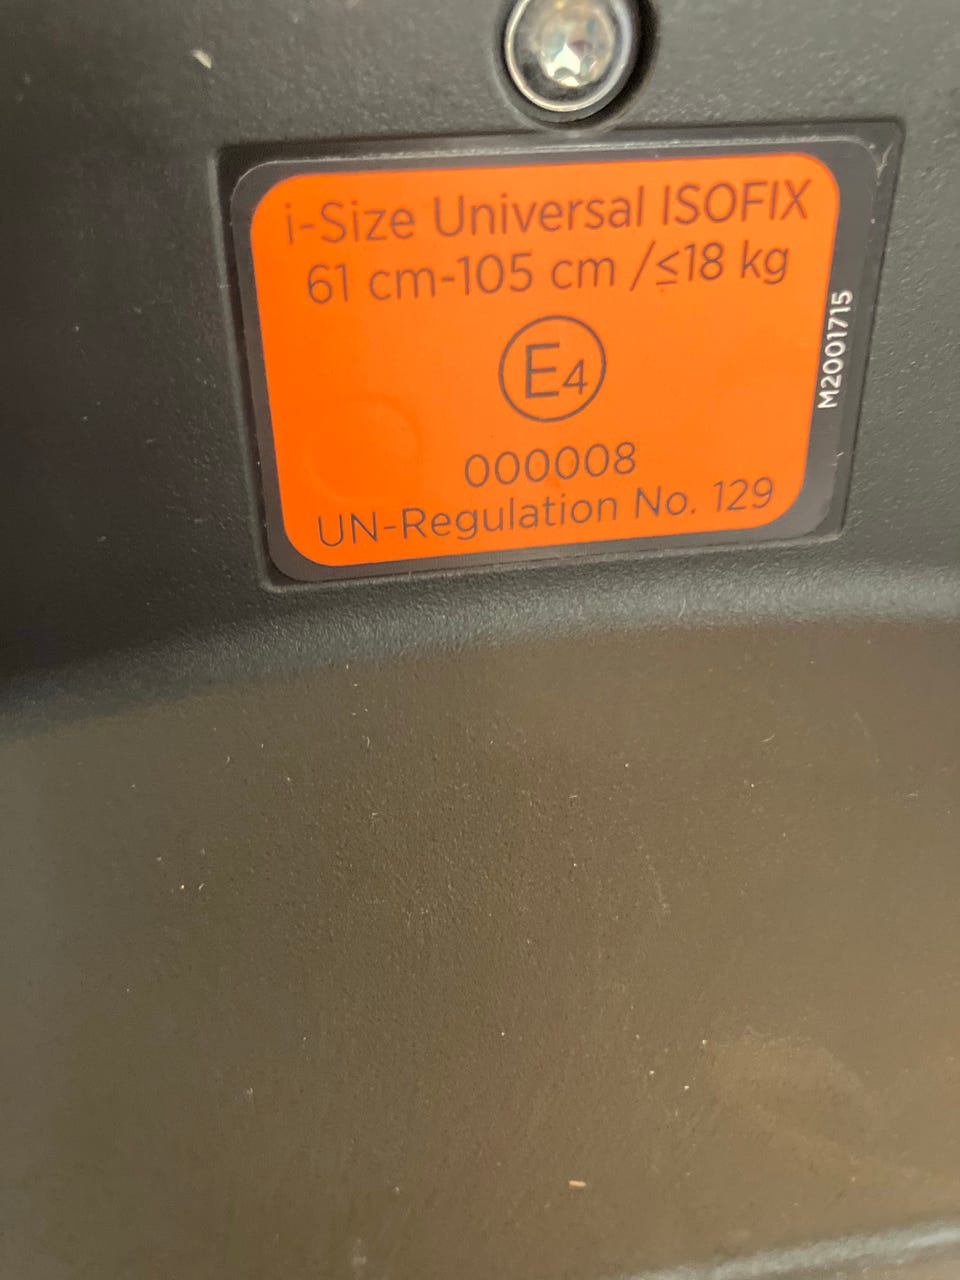 i-Size Universal ISOFIX
61 cm-105 cm /≤18 kg
E4
000008
UN-Regulation No. 129
M2001715